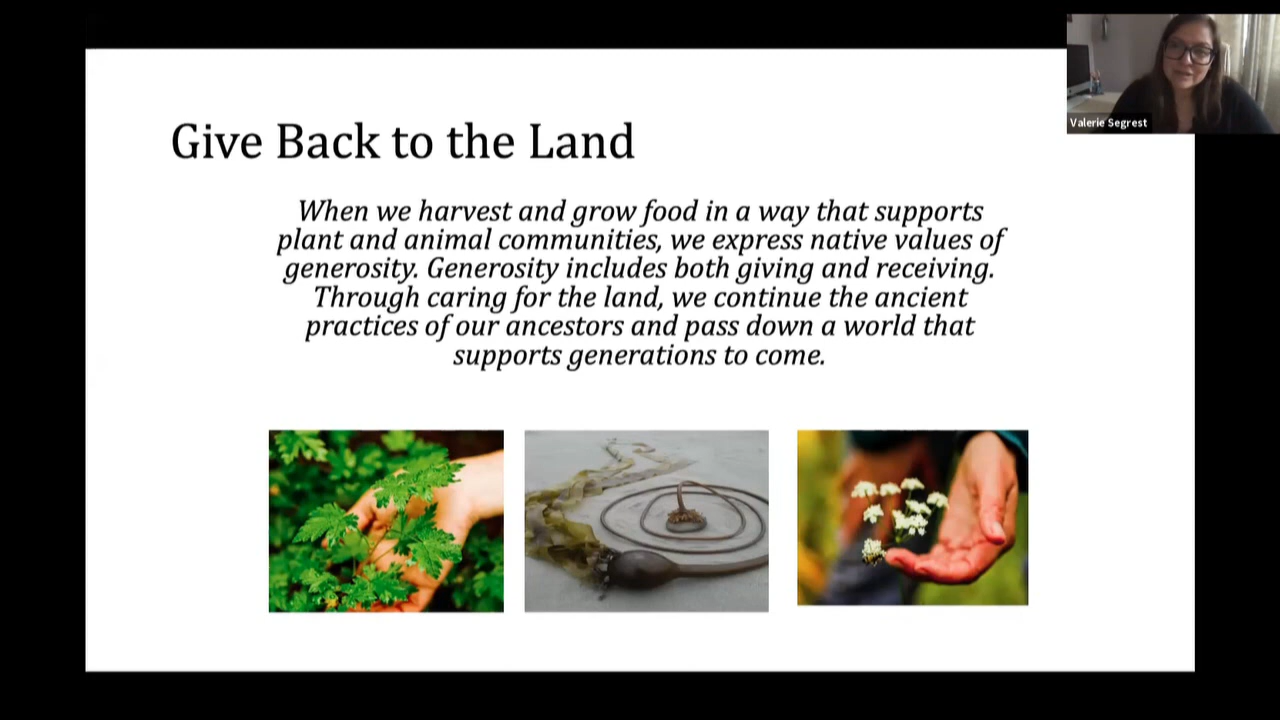 Give Back to the Land
When we harvest and grow food in a way that supports
plant and animal communities, we express native values of
generosity. Generosity includes both giving and receiving.
Through caring for the land, we continue the ancient
practices of our ancestors and pass down a world that
supports generations to come.
Valerie Segrest